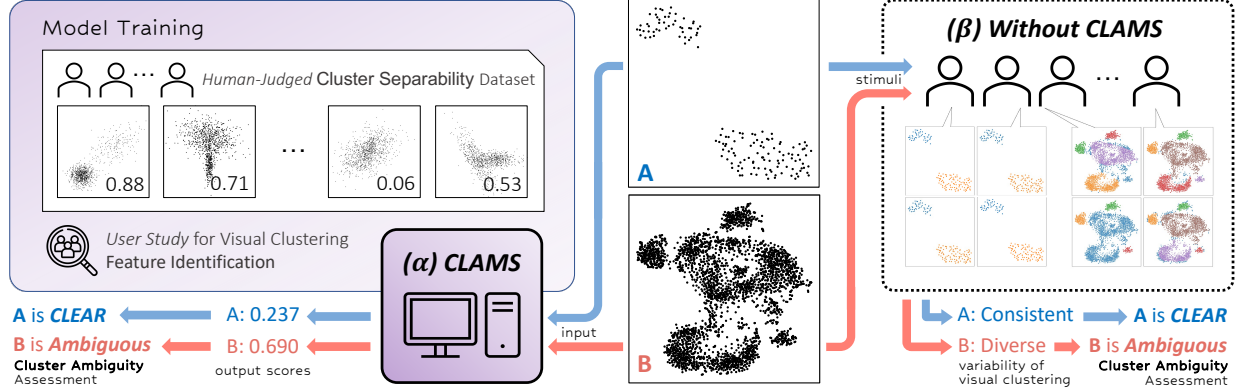 Model Training
Human-Judged Cluster Separability Dataset
...
0.88
0.71
...
0.06
0.53
User Study for Visual Clustering
Feature Identification
(α) CLAMS
A is CLEAR
A: 0.237
B is Ambiguous
B: 0.690
Cluster Ambiguity
Assessment
output scores
input
A
B
stimuli
(β) Without CLAMS
...
A: Consistent
A is CLEAR
B: Diverse
B is Ambiguous
variability of
visual clustering
Cluster Ambiguity
Assessment